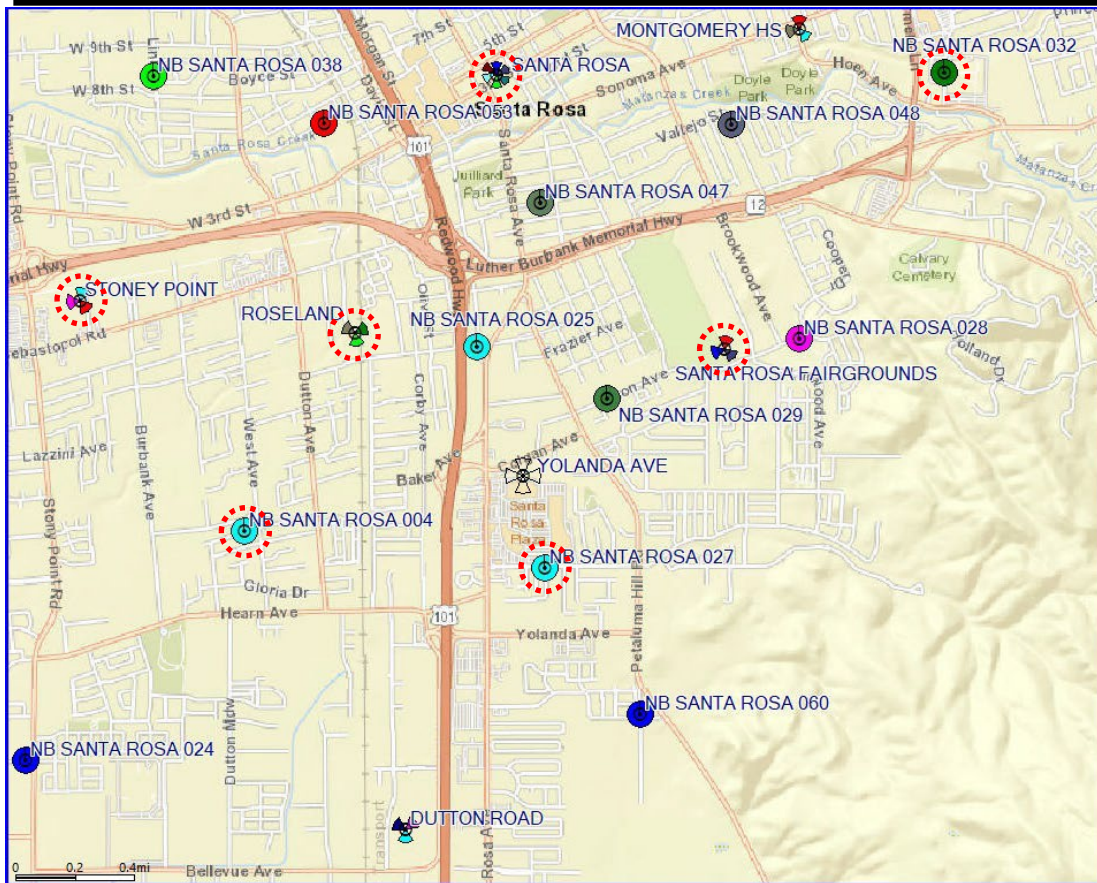 MONTGOMERY HS
W 9th St
Morgan St
7th St
5th St
NB SANTA ROSA 032
NB SANTA ROSA 038
Boyce St
SANTA ROSA
Sonoma Ave
Doyle Park
Doyle Park
Hoen Ave
W 8th St
Santa Rosa
NB SANTA ROSA 053
Matanzas Creek
Vallejo St
NB SANTA ROSA 048
Santa Rosa Creek
101
Juilliard Park
Santa Rosa Ave
NB SANTA ROSA 047
W 3rd St
12
Redwood Hwy
Luther Burbank Memorial Hwy
Brookwood Ave
Cooper Dr
Calvary Cemetery
STONEY POINT
ROSELAND
NB SANTA ROSA 025
Frazier Ave
NB SANTA ROSA 028
Dutton Ave
Corby Ave
SANTA ROSA FAIRGROUNDS
NB SANTA ROSA 029
Lazzini Ave
Burbank Ave
West Ave
Baker Ave
Colgan Ave
YOLANDA AVE
Santa Rosa Plaza
NB SANTA ROSA 004
NB SANTA ROSA 027
Stony Point Rd
Gloria Dr
Hearn Ave
101
Yolanda Ave
NB SANTA ROSA 060
Dutton Mdw
NB SANTA ROSA 024
DUTTON ROAD
Transport
Bellevue Ave
0 0.2 0.4mi